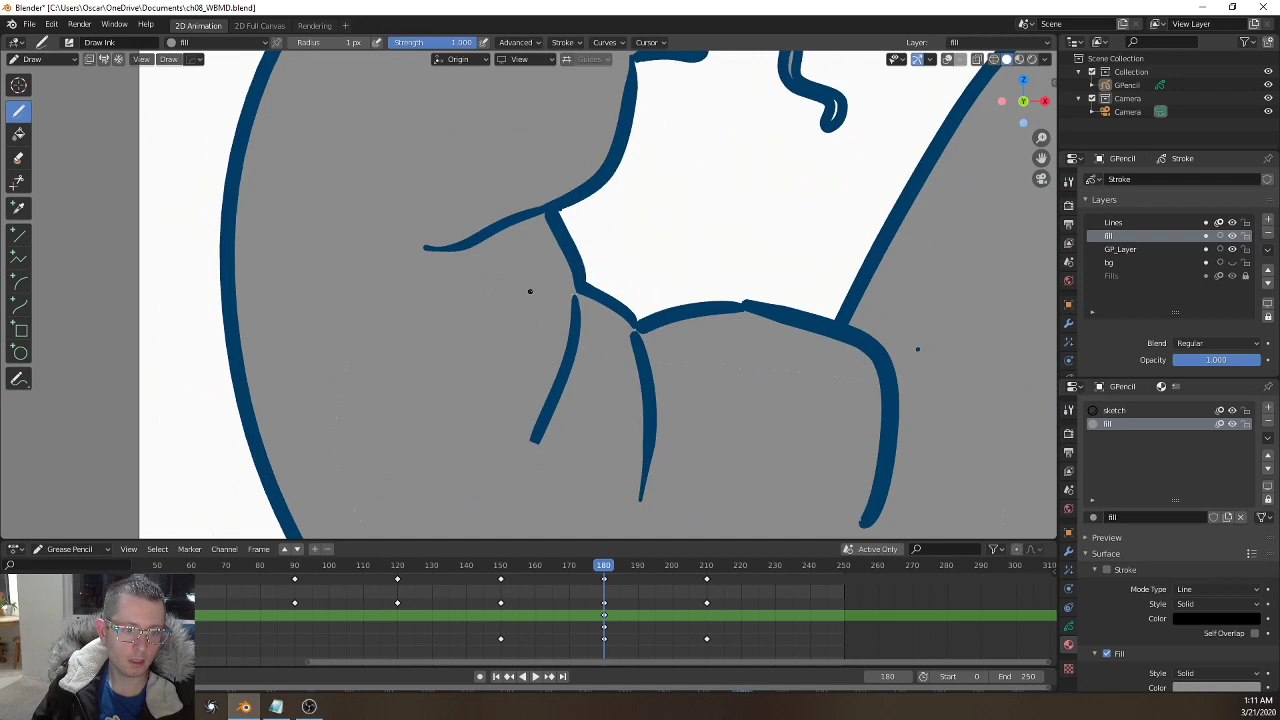 Blender* [C:\Users\Oscar\OneDrive\Documents\ch08_WBMD.blend]
File Edit Render Window Help 2D Animation 2D Full Canvas Rendering + Scene View Layer
Draw Ink fill Radius 1 px Strength 1.000 Advanced Stroke Curves Cursor Layer: fill
Draw View Draw Origin View Guides
Scene Collection
Collection
GPencil
Camera
Camera
X
Y
Z
GPencil Stroke
Stroke
Layers
Lines
fill
GP_Layer
bg
Fills
Blend Regular
Opacity 1.000
GPencil
sketch
fill
fill
Preview
Surface
Stroke
Mode Type Line
Style Solid
Color
Self Overlap
Fill
Style Solid
Color
Grease Pencil View Select Marker Channel Frame Active Only
50 60 70 80 90 100 110 120 130 140 150 160 170 180 190 200 210 220 230 240 250 260 270 280 290 300 310
180 Start 0 End 250
1:11 AM
3/21/2020